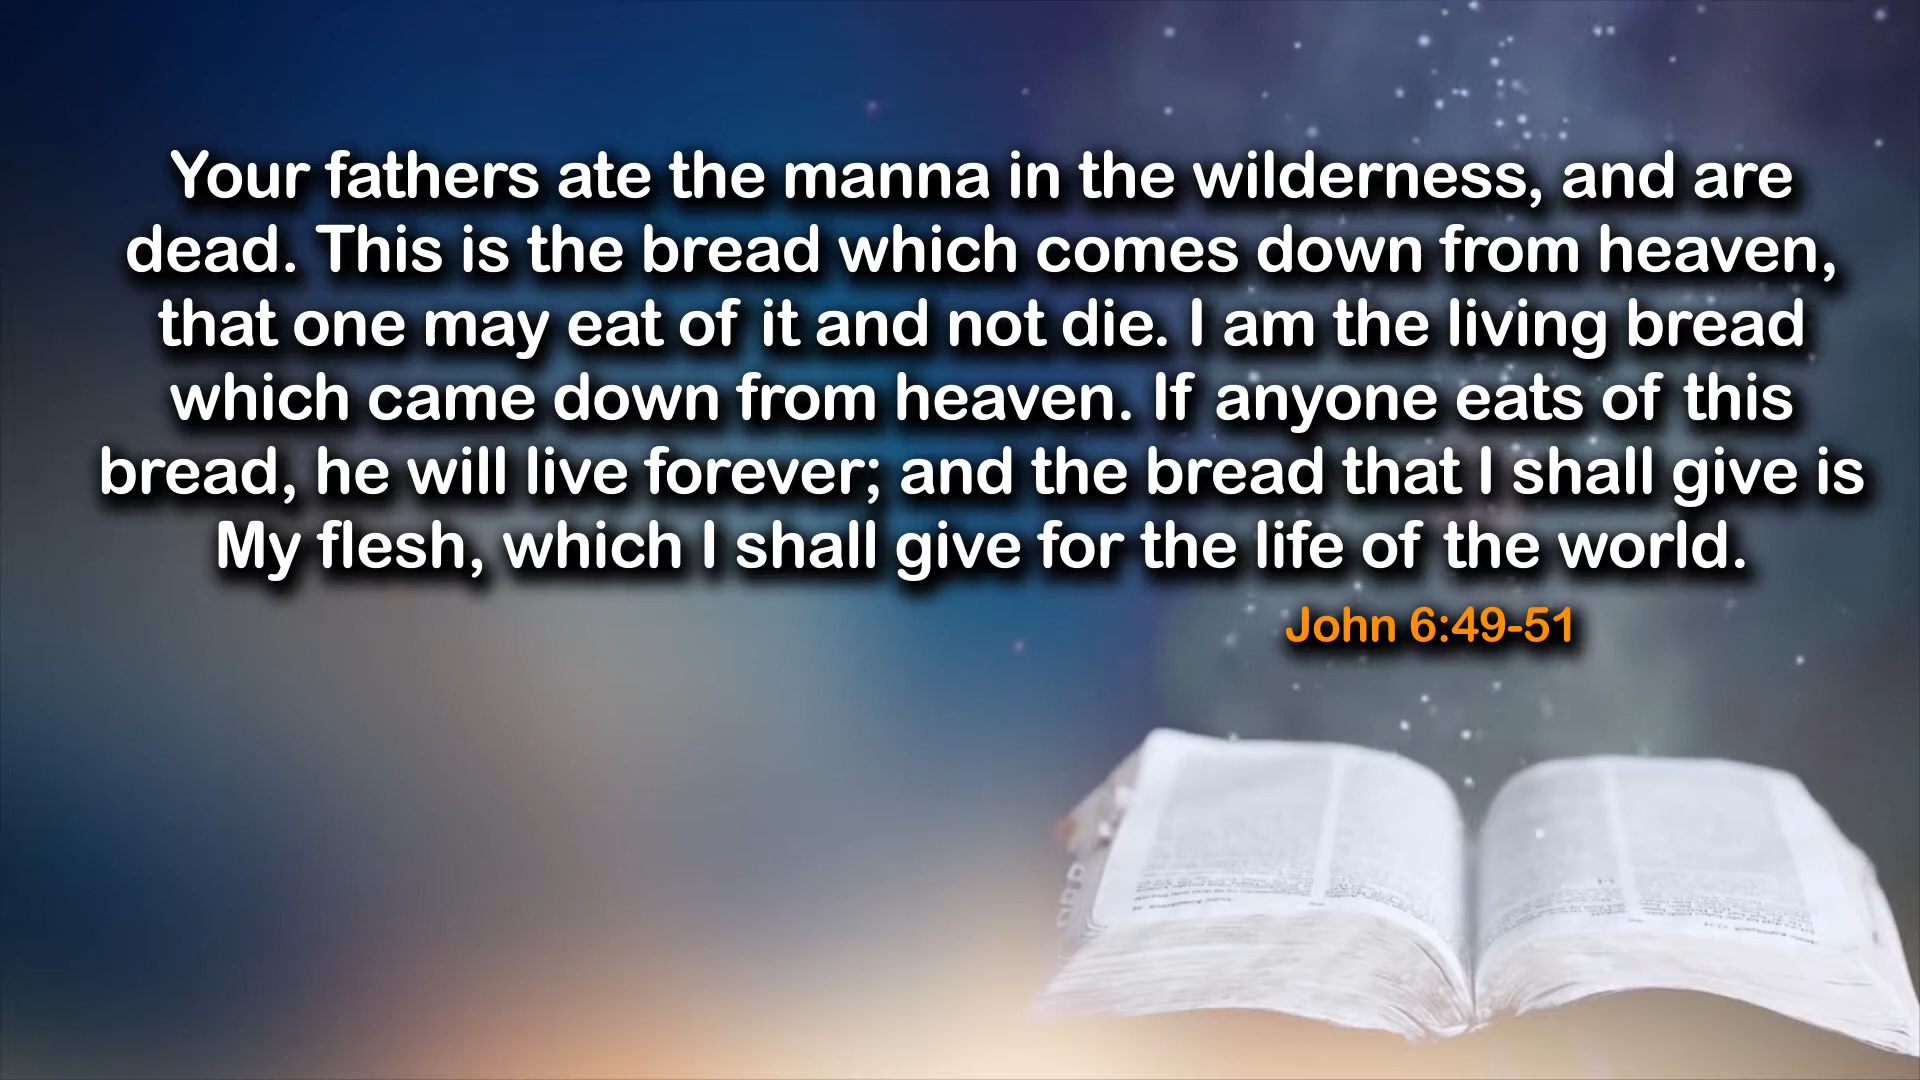 Your fathers ate the manna in the wilderness, and are
dead. This is the bread which comes down from heaven,
that one may eat of it and not die. I am the living bread
which came down from heaven. If anyone eats of this
bread, he will live forever; and the bread that I shall give is
My flesh, which I shall give for the life of the world.
John 6:49-51